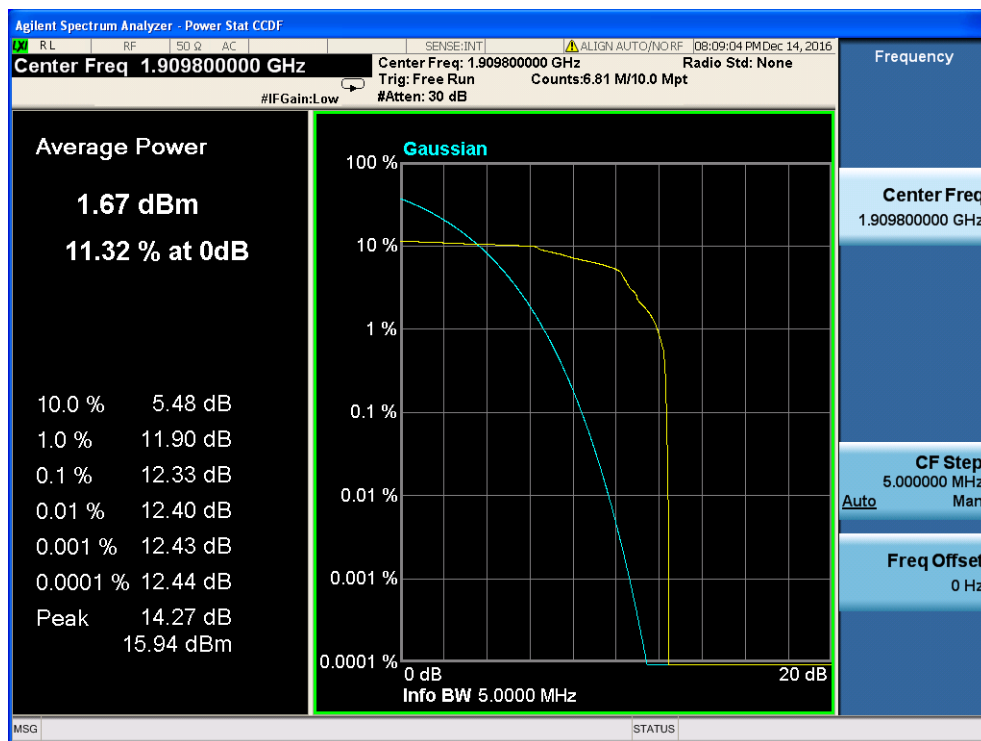 Agilent Spectrum Analyzer - Power Stat CCDF
LXI RL RF 50 Ω AC SENSE:INT ALIGN AUTO/NO RF 08:09:04 PM Dec 14, 2016
Center Freq 1.909800000 GHz
Center Freq: 1.909800000 GHz Radio Std: None
Trig: Free Run Counts:6.81 M/10.0 Mpt
#IFGain:Low #Atten: 30 dB
Average Power
1.67 dBm
11.32 % at 0dB
10.0 % 5.48 dB
1.0 % 11.90 dB
0.1 % 12.33 dB
0.01 % 12.40 dB
0.001 % 12.43 dB
0.0001 % 12.44 dB
Peak 14.27 dB
15.94 dBm
Gaussian
100 %
10 %
1 %
0.1 %
0.01 %
0.001 %
0.0001 %
0 dB 20 dB
Info BW 5.0000 MHz
Frequency
Center Freq
1.909800000 GHz
CF Step
5.000000 MHz
Auto Man
Freq Offset
0 Hz
MSG STATUS